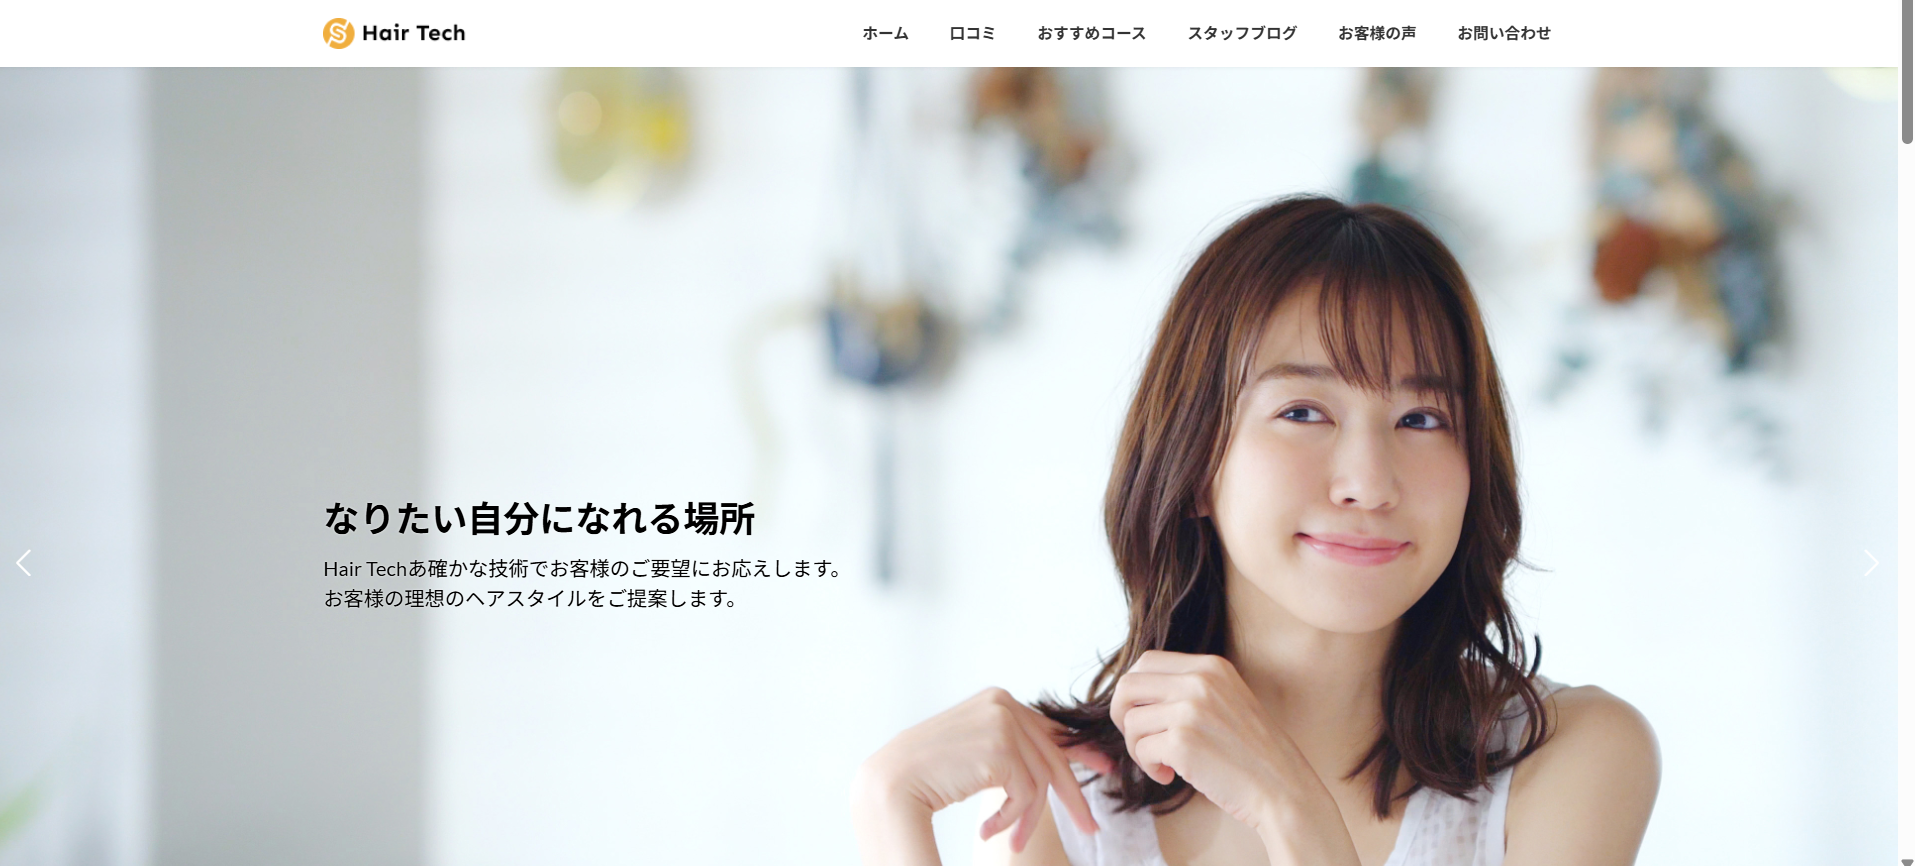 Hair Tech
ホーム 口コミ おすすめコース スタッフブログ お客様の声 お問い合わせ
なりたい自分になれる場所
Hair Techあ確かな技術でお客様のご要望にお応えします。
お客様の理想のヘアスタイルをご提案します。